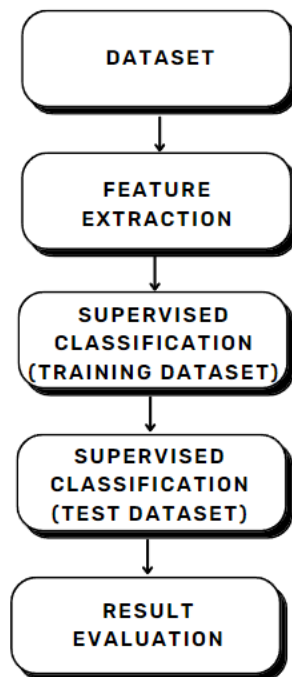 DATASET
FEATURE
EXTRACTION
SUPERVISED
CLASSIFICATION
(TRAINING DATASET)
SUPERVISED
CLASSIFICATION
(TEST DATASET)
RESULT
EVALUATION